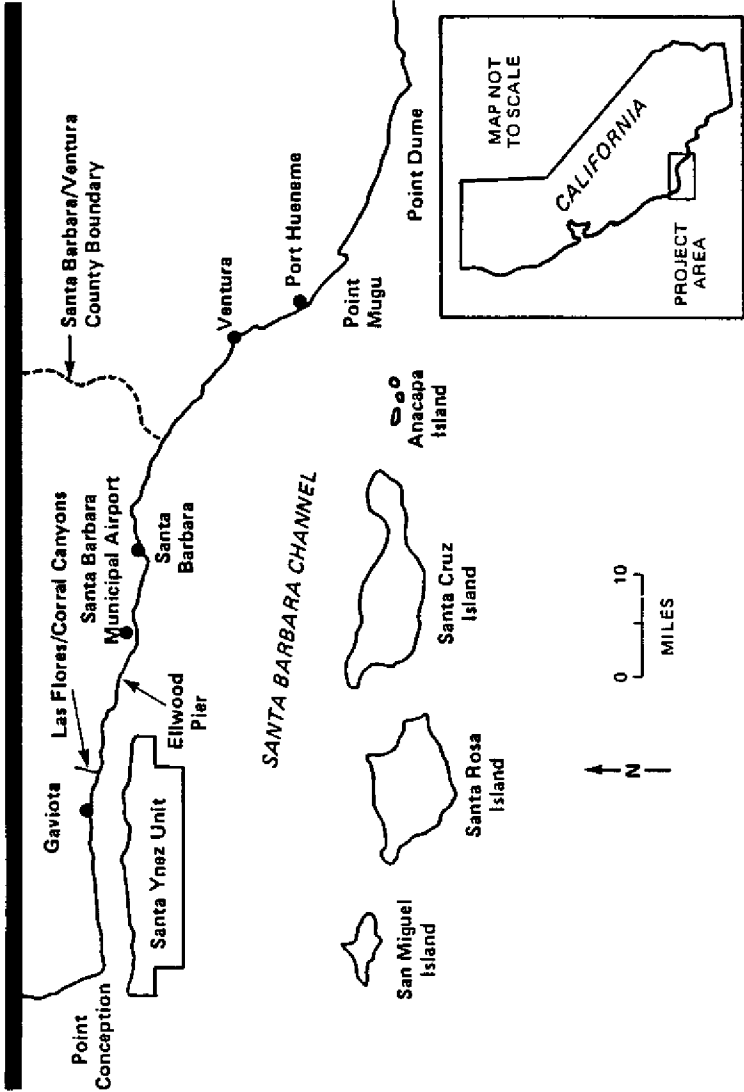 Santa Barbara/Ventura
County Boundary
Las Flores/Corral Canyons
Gaviota
Santa Barbara
Municipal Airport
Ventura
Port Hueneme
Point
Conception
Santa Ynez Unit
Ellwood
Pier
Santa
Barbara
Point
Mugu
Point Dume
SANTA BARBARA CHANNEL
San Miguel
Island
Santa Rosa
Island
Santa Cruz
Island
Anacapa
Island
N
0 10
MILES
MAP NOT
TO SCALE
CALIFORNIA
PROJECT
AREA